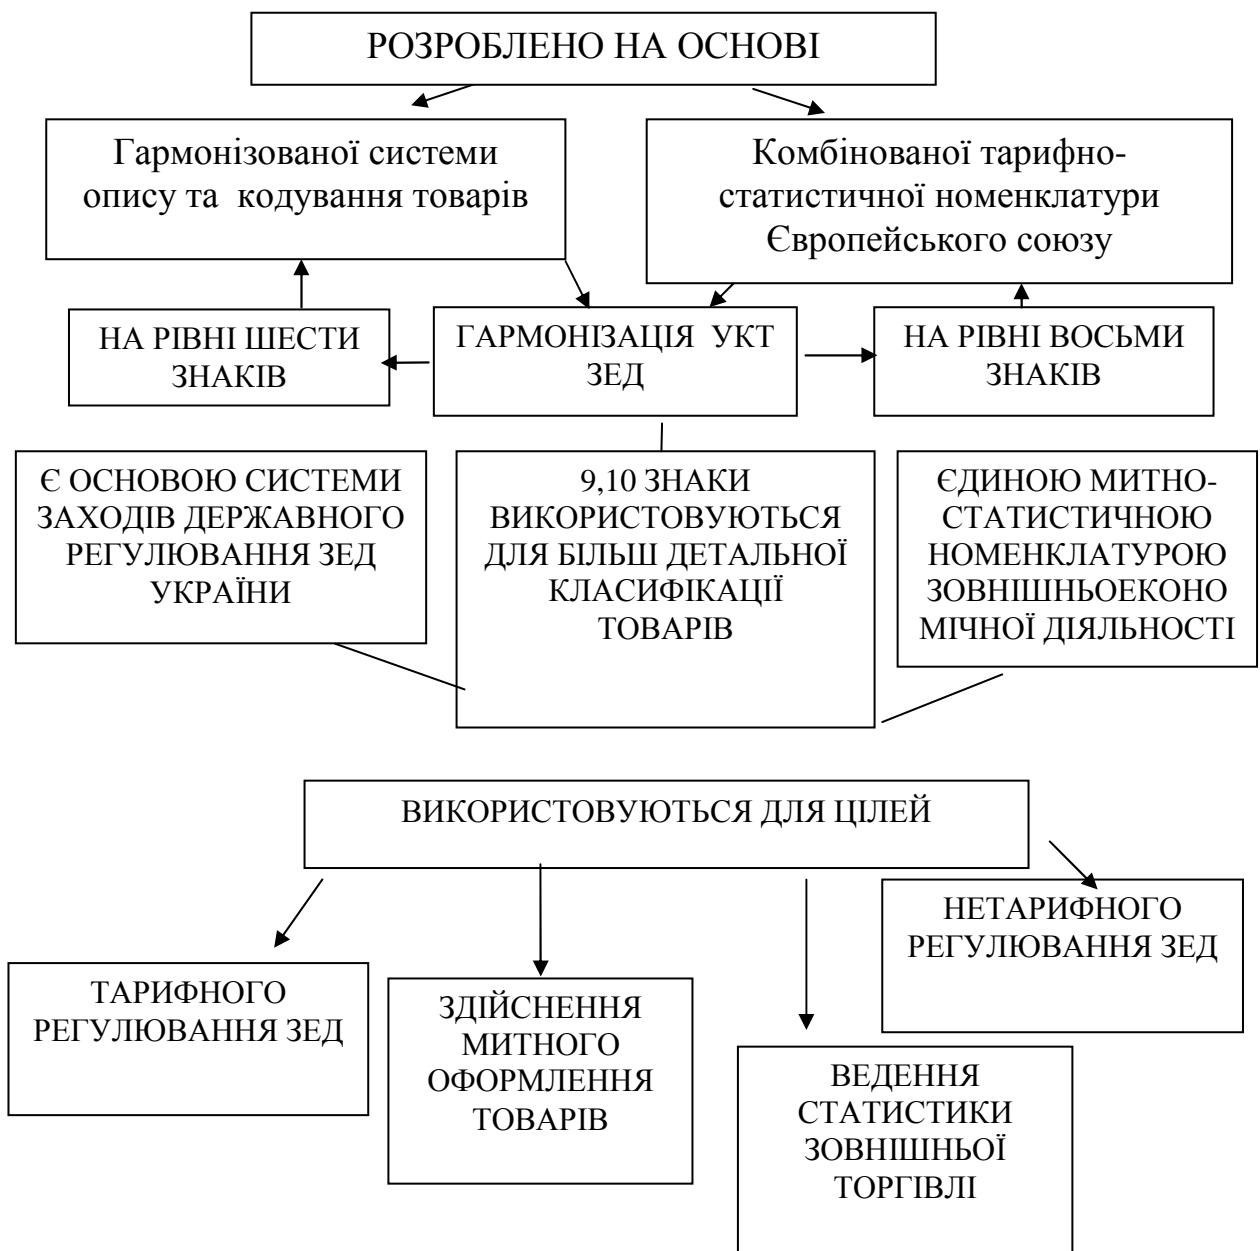 РОЗРОБЛЕНО НА ОСНОВІ
Гармонізованої системи
опису та кодування товарів
Комбінованої тарифно-
статистичної номенклатури
Європейського союзу
НА РІВНІ ШЕСТИ
ЗНАКІВ
ГАРМОНІЗАЦІЯ УКТ
ЗЕД
НА РІВНІ ВОСЬМИ
ЗНАКІВ
Є ОСНОВОЮ СИСТЕМИ
ЗАХОДІВ ДЕРЖАВНОГО
РЕГУЛЮВАННЯ ЗЕД
УКРАЇНИ
9,10 ЗНАКИ
ВИКОРИСТОВУЮТЬСЯ
ДЛЯ БІЛЬШ ДЕТАЛЬНОЇ
КЛАСИФІКАЦІЇ
ТОВАРІВ
ЄДИНОЮ МИТНО-
СТАТИСТИЧНОЮ
НОМЕНКЛАТУРОЮ
ЗОВНІШНЬОЕКОНО
МІЧНОЇ ДІЯЛЬНОСТІ
ВИКОРИСТОВУЮТЬСЯ ДЛЯ ЦІЛЕЙ
ТАРИФНОГО
РЕГУЛЮВАННЯ ЗЕД
ЗДІЙСНЕННЯ
МИТНОГО
ОФОРМЛЕННЯ
ТОВАРІВ
ВЕДЕННЯ
СТАТИСТИКИ
ЗОВНІШНЬОЇ
ТОРГІВЛІ
НЕТАРИФНОГО
РЕГУЛЮВАННЯ ЗЕД